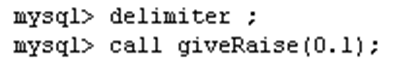 mysql> delimiter ;
mysql> call giveRaise(0.1);